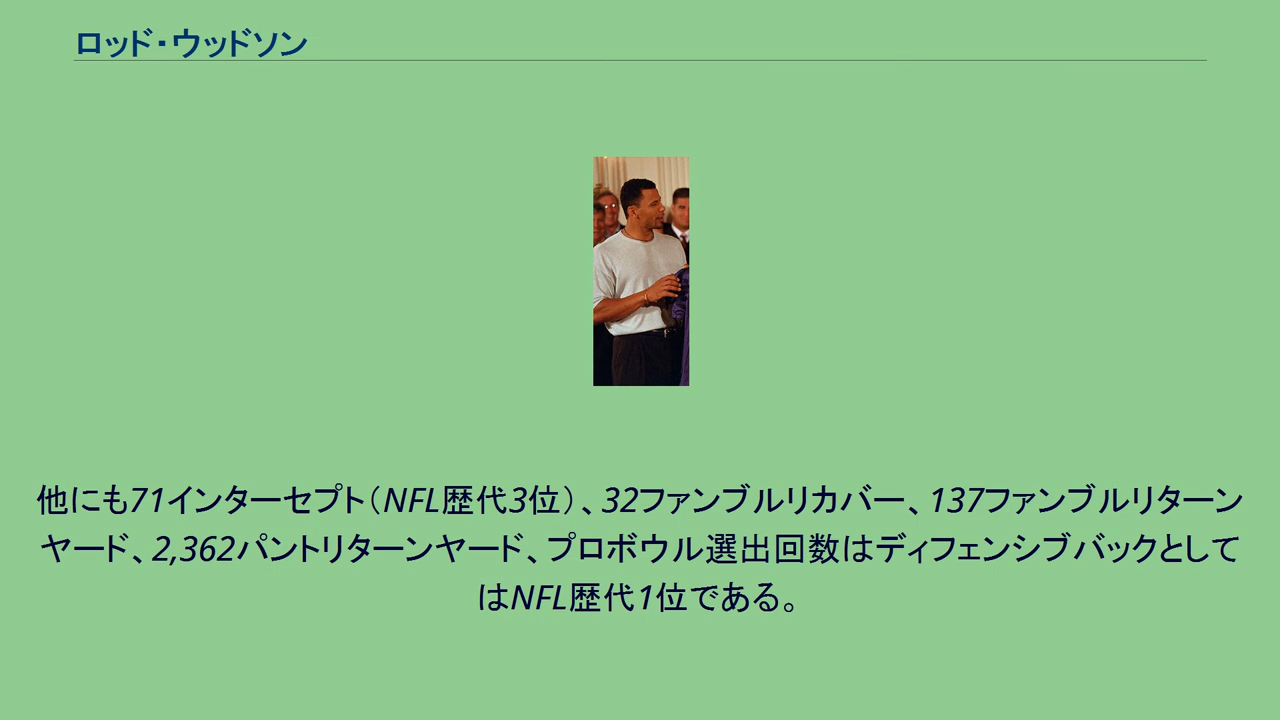 ロッド・ウッドソン
他にも71インターセプト（NFL歴代3位）、32ファンブルリカバー、137ファンブルリターン
ヤード、2,362パントリターンヤード、プロボウル選出回数はディフェンシブバックとして
はNFL歴代1位である。